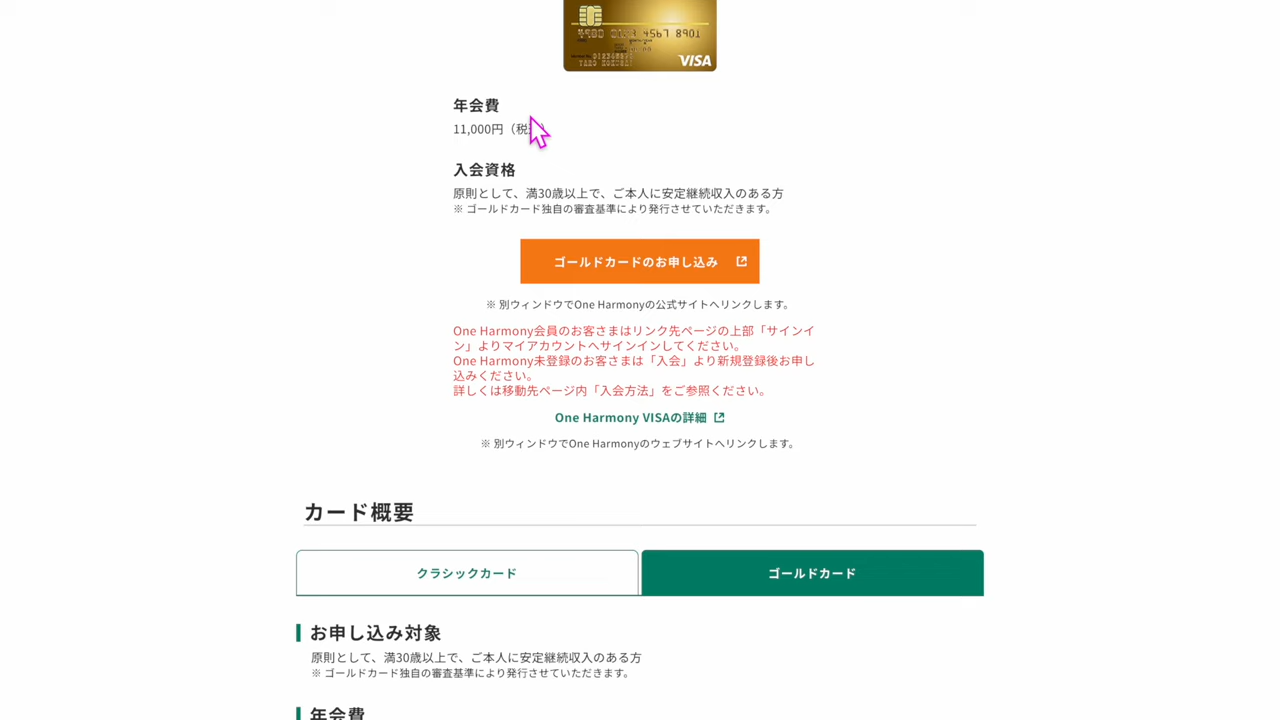 VISA
年会費
11,000円（税
入会資格
原則として、満30歳以上で、ご本人に安定継続収入のある方
※ ゴールドカード独自の審査基準により発行させていただきます。
ゴールドカードのお申し込み
※ 別ウィンドウでOne Harmonyの公式サイトへリンクします。
One Harmony会員のお客さまはリンク先ページの上部「サインイ
ン」よりマイアカウントへサインインしてください。
One Harmony未登録のお客さまは「入会」より新規登録後お申し
込みください。
詳しくは移動先ページ内「入会方法」をご参照ください。
One Harmony VISAの詳細
※ 別ウィンドウでOne Harmonyのウェブサイトへリンクします。
カード概要
クラシックカード
ゴールドカード
お申し込み対象
原則として、満30歳以上で、ご本人に安定継続収入のある方
※ ゴールドカード独自の審査基準により発行させていただきます。
年会費